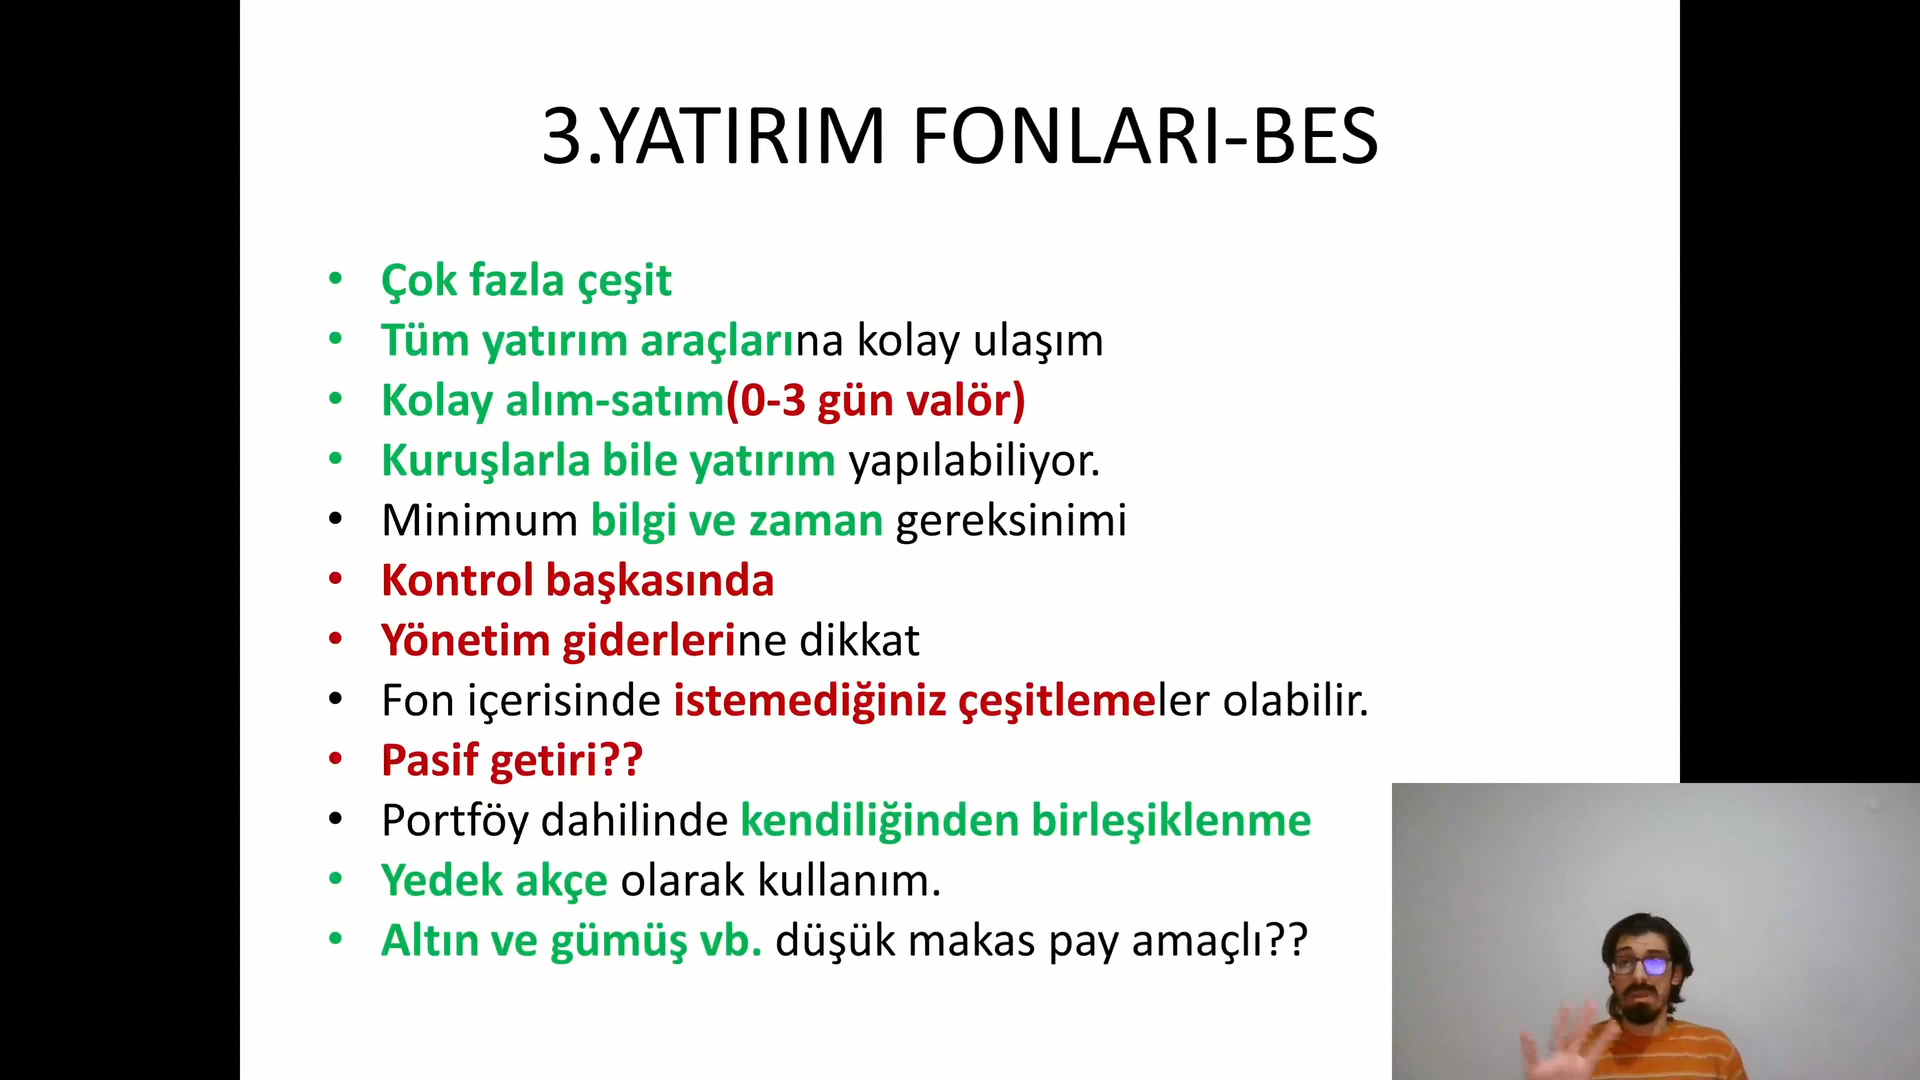 3.YATIRIM FONLARI-BES
• Çok fazla çeşit
• Tüm yatırım araçlarına kolay ulaşım
• Kolay alım-satım(0-3 gün valör)
• Kuruşlarla bile yatırım yapılabiliyor.
• Minimum bilgi ve zaman gereksinimi
• Kontrol başkasında
• Yönetim giderlerine dikkat
• Fon içerisinde istemediğiniz çeşitlemeler olabilir.
• Pasif getiri??
• Portföy dahilinde kendiliğinden birleşiklenme
• Yedek akçe olarak kullanım.
• Altın ve gümüş vb. düşük makas pay amaçlı??